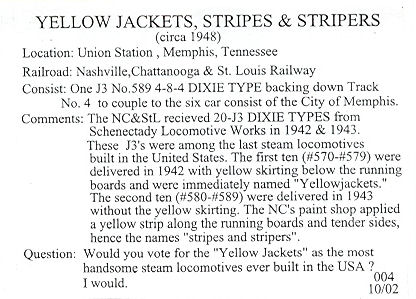 YELLOW JACKETS, STRIPES & STRIPERS
(circa 1948)
Location: Union Station , Memphis, Tennessee
Railroad: Nashville,Chattanooga & St. Louis Railway
Consist: One J3 No.589 4-8-4 DIXIE TYPE backing down Track
No. 4 to couple to the six car consist of the City of Memphis.
Comments: The NC&StL recieved 20-J3 DIXIE TYPES from
Schenectady Locomotive Works in 1942 & 1943.
These J3's were among the last steam locomotives
built in the United States. The first ten (#570-#579) were
delivered in 1942 with yellow skirting below the running
boards and were immediately named "Yellowjackets."
The second ten (#580-#589) were delivered in 1943
without the yellow skirting. The NC's paint shop applied
a yellow strip along the running boards and tender sides,
hence the names "stripes and stripers".
Question: Would you vote for the "Yellow Jackets" as the most
handsome steam locomotives ever built in the USA ?
I would.
004
10/02